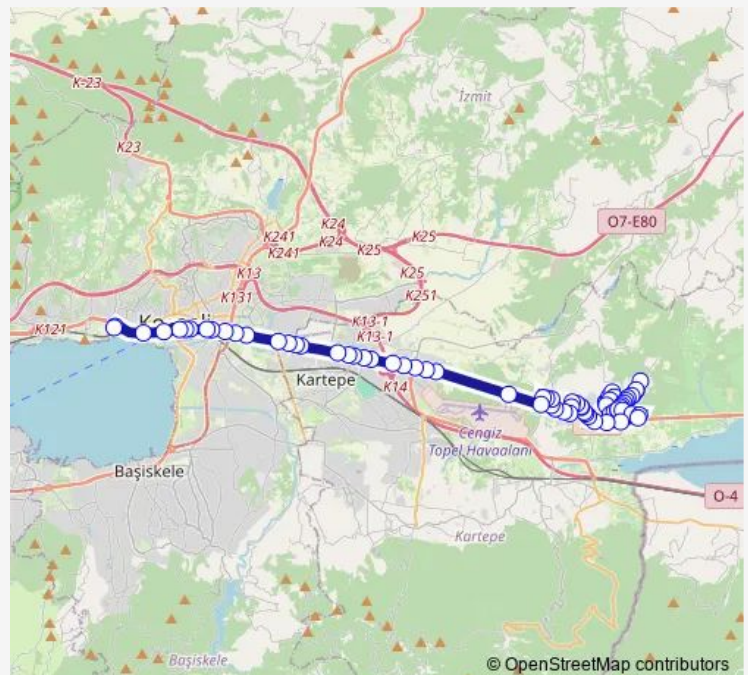 K-23
İzmit
K23
K24
K24
K241
K241
K25
K25
O7-E80
K13
K25
K131
K251
K121
K13-1
K13-1
Kartepe
K14
Cengiz
Topel Havaalanı
Başiskele
O-4
Kartepe
Başiskele
© OpenStreetMap contributors